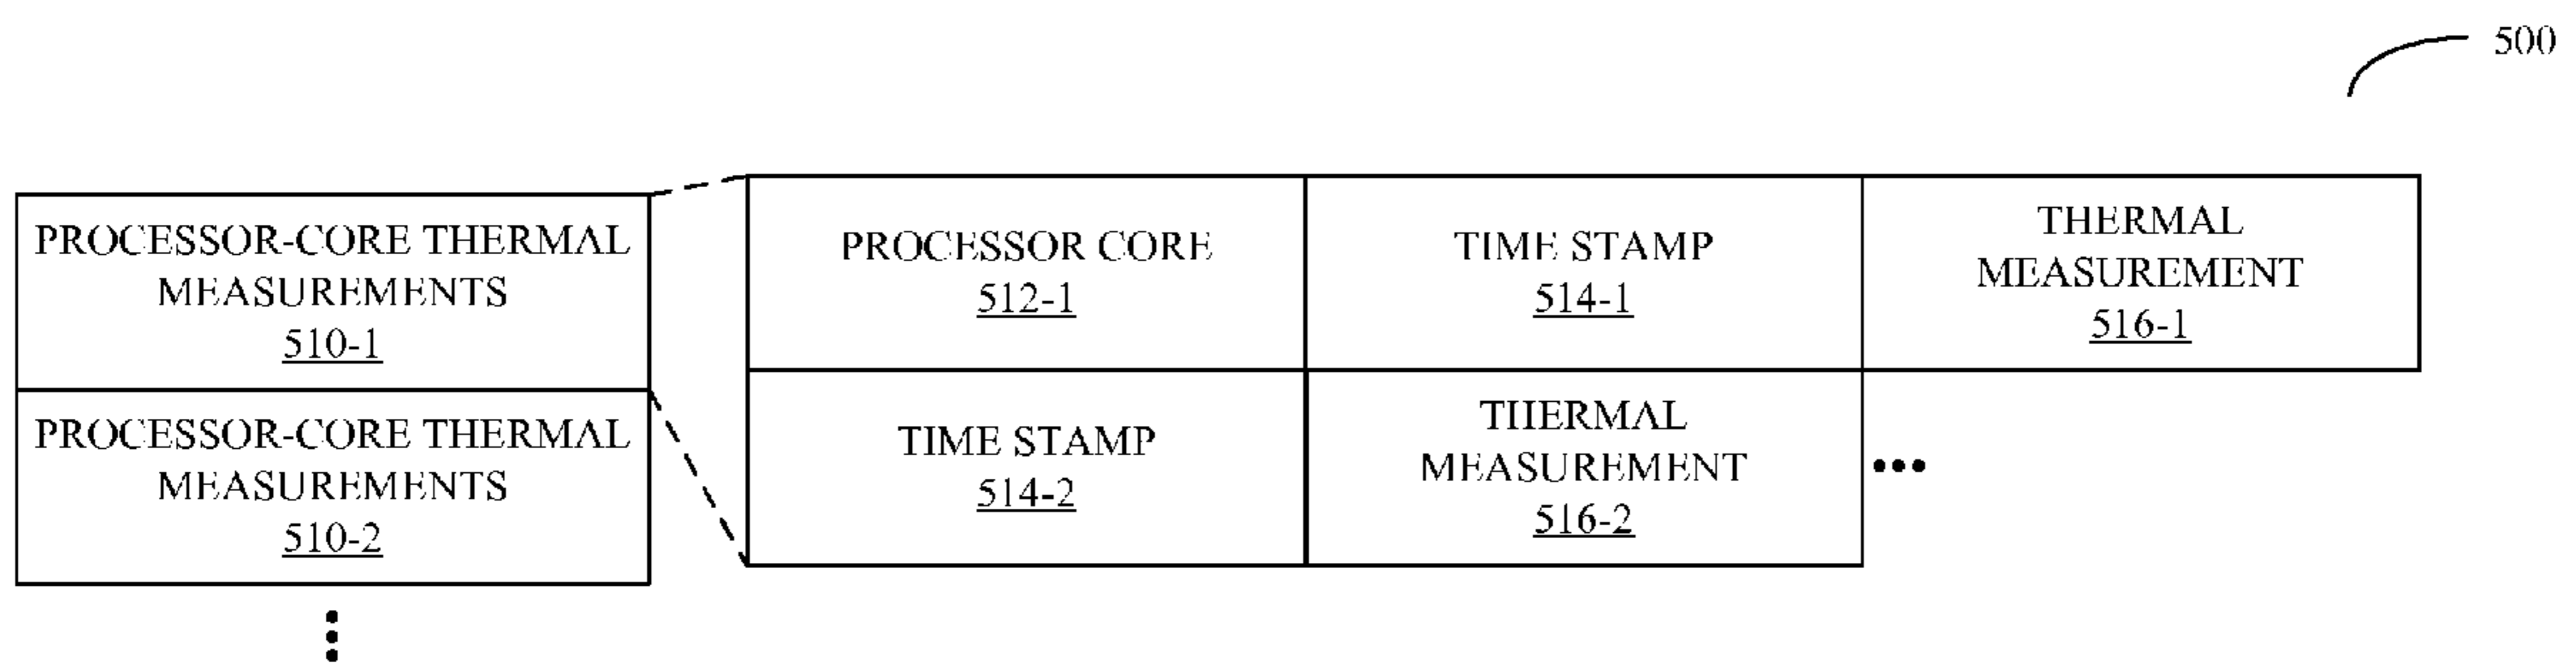 500
PROCESSOR-CORE THERMAL
MEASUREMENTS
510-1
PROCESSOR-CORE THERMAL
MEASUREMENTS
510-2
PROCESSOR CORE
512-1
TIME STAMP
514-1
THERMAL
MEASUREMENT
516-1
TIME STAMP
514-2
THERMAL
MEASUREMENT
516-2